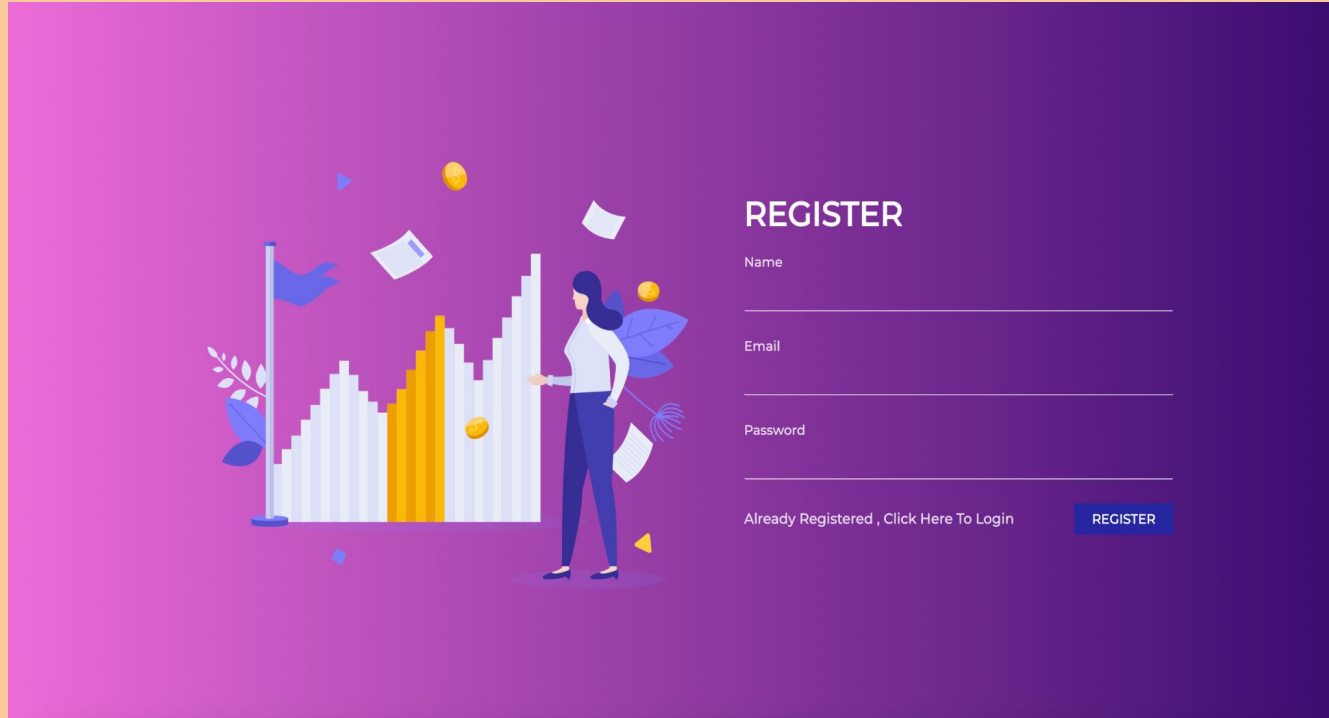 REGISTER
Name
Email
Password
Already Registered , Click Here To Login
REGISTER